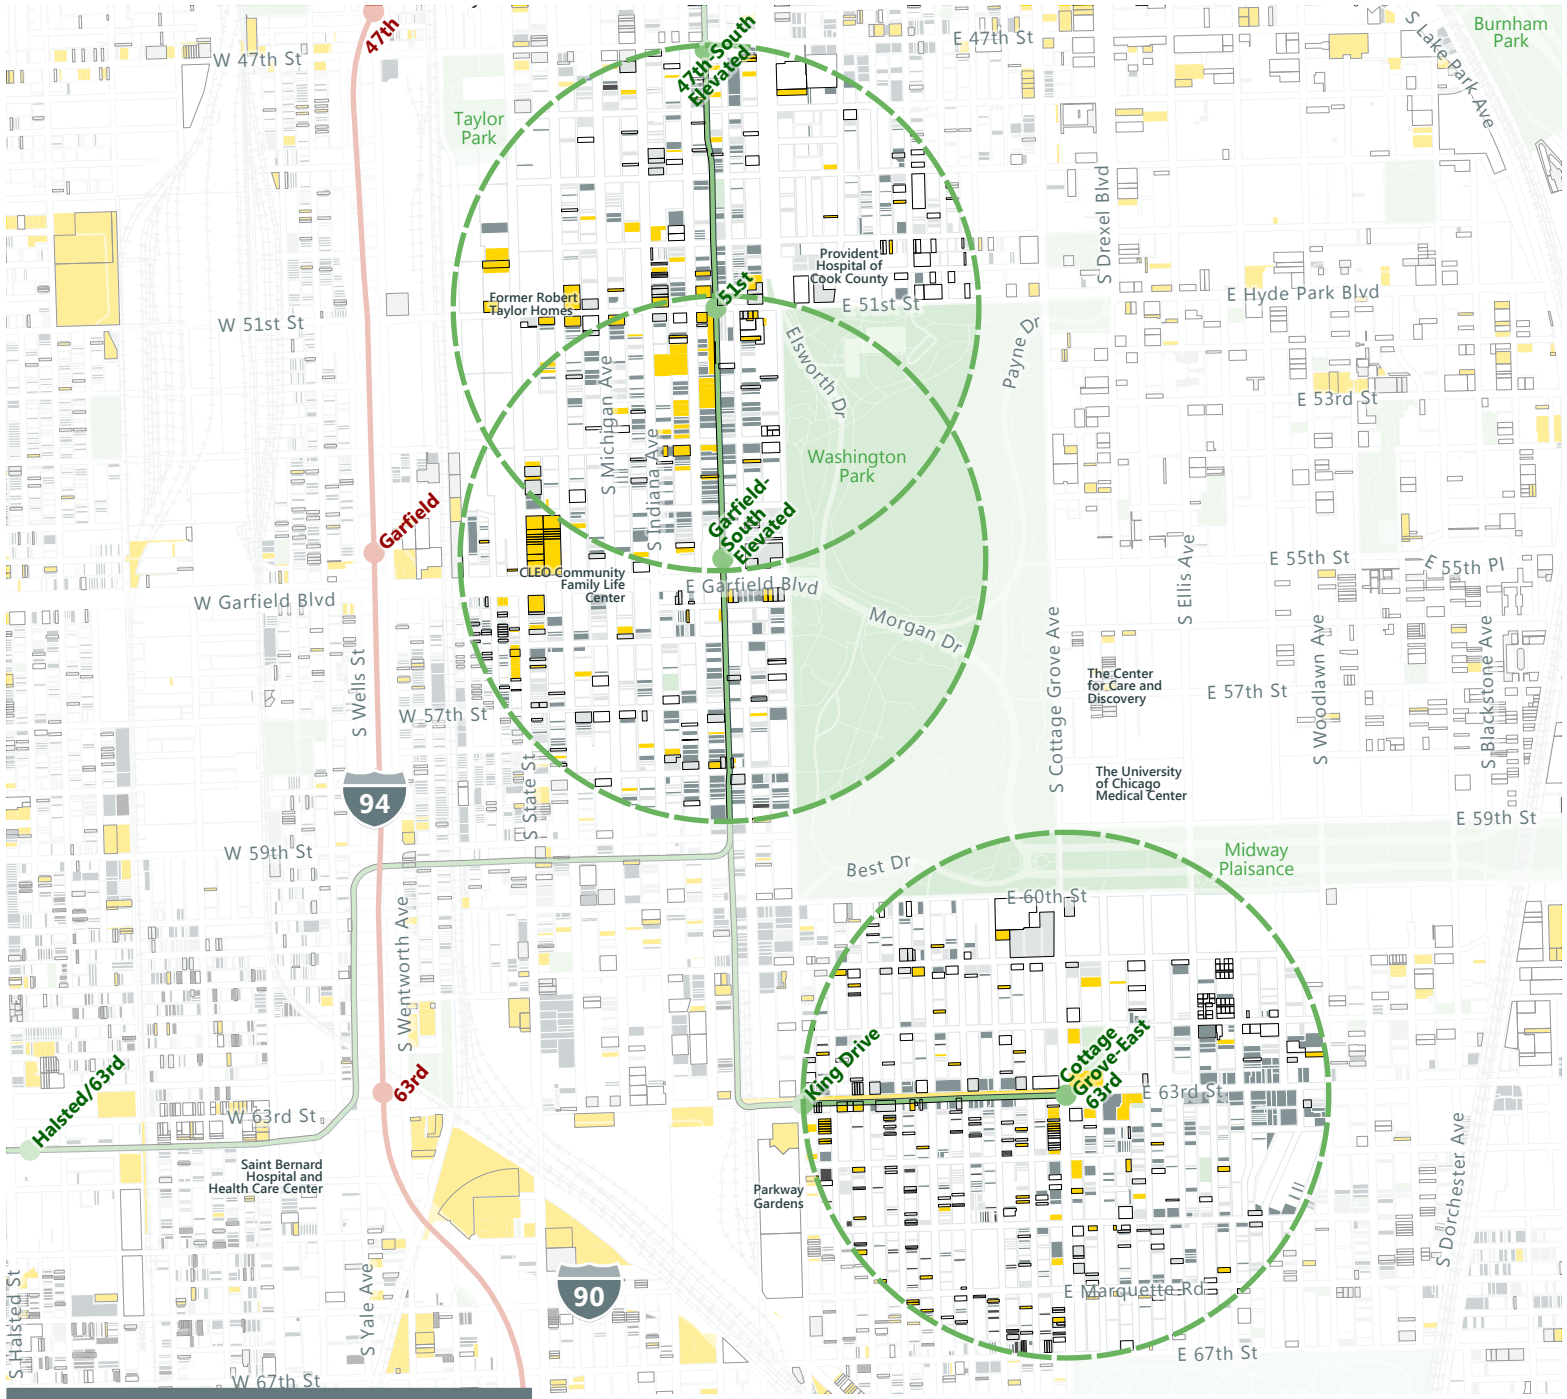 47th
W 47th St
47th-South
Elevated
E 47th St
S Lake Park Ave
Burnham
Park
Taylor
Park
S Drexel Blvd
Provident
Hospital of
Cook County
51st
E 51st St
E Hyde Park Blvd
Former Robert
Taylor Homes
W 51st St
Elsworth Dr
Payne Dr
S Michigan Ave
S Indiana Ave
E 53rd St
Washington
Park
Garfield
Garfield-
South
Elevated
E 55th St
E 55th Pl
CLEO Community
Family Life
Center
E Garfield Blvd
W Garfield Blvd
Morgan Dr
S Ellis Ave
S Cottage Grove Ave
S Woodlawn Ave
S Blackstone Ave
S Wells St
The Center
for Care and
Discovery
E 57th St
W 57th St
S State St
94
The University
of Chicago
Medical Center
E 59th St
W 59th St
Best Dr
Midway
Plaisance
E 60th St
S Wentworth Ave
King Drive
Cottage
Grove-East
63rd
E 63rd St
63rd
Halsted/63rd
W 63rd St
Saint Bernard
Hospital and
Health Care Center
Parkway
Gardens
S Dorchester Ave
S Halsted St
S Yale Ave
90
E Marquette Rd
E 67th St
W 67th St